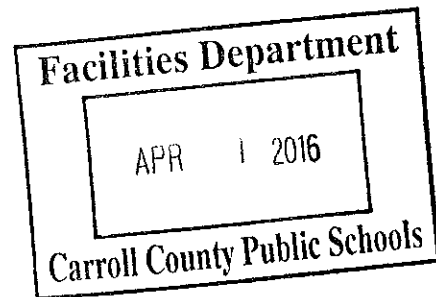 Facilities Department
APR 1 2016
Carroll County Public Schools